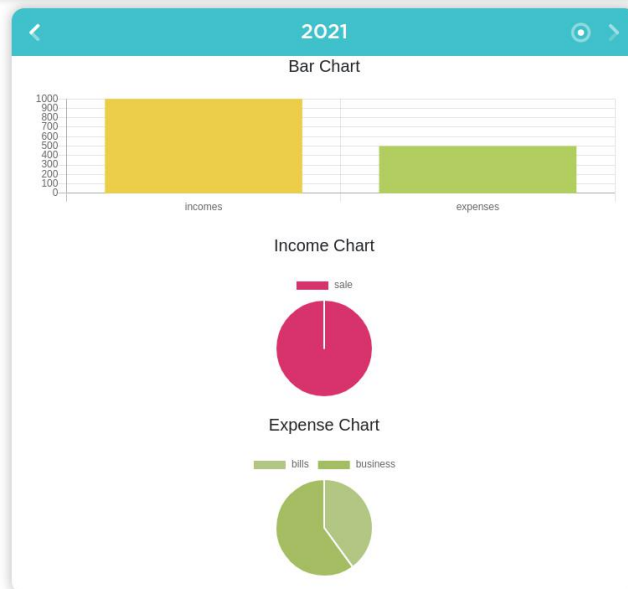 2021
Bar Chart
1000
900
800
700
600
500
400
300
200
100
0
incomes expenses
Income Chart
sale
Expense Chart
bills business